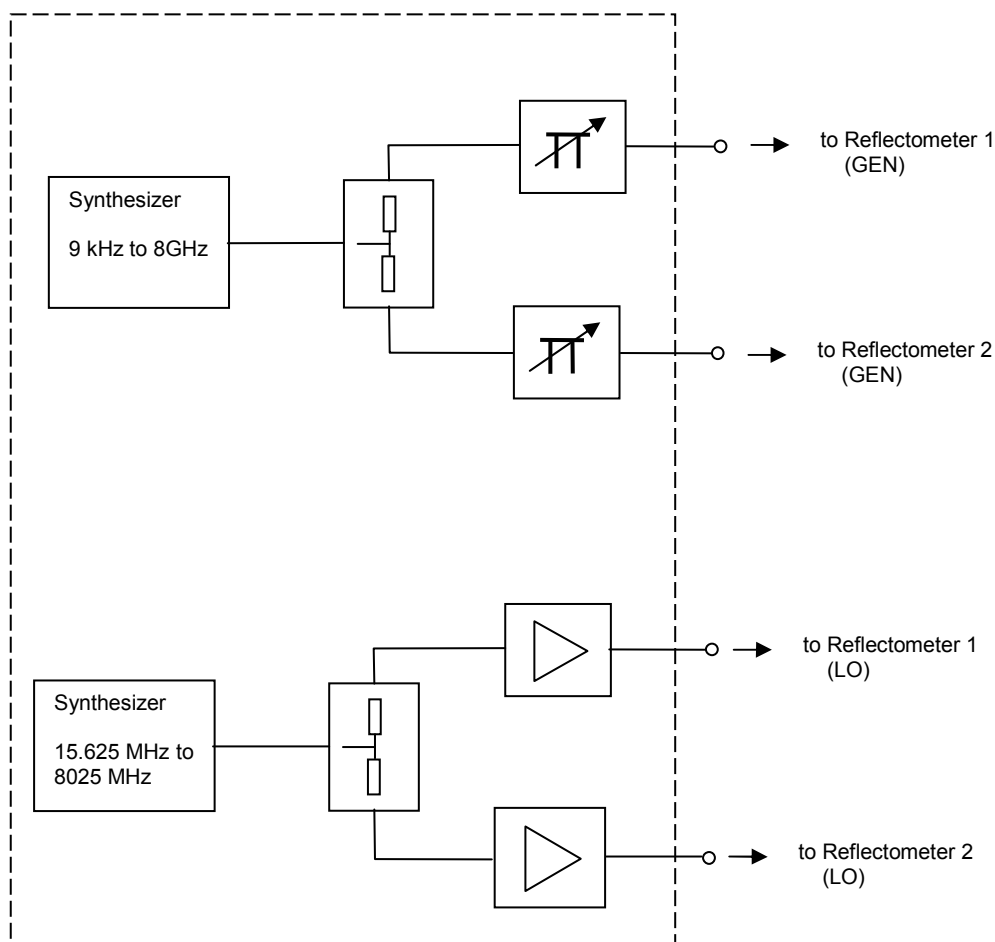 to Reflectometer 1
(GEN)
Synthesizer
9 kHz to 8GHz
to Reflectometer 2
(GEN)
to Reflectometer 1
(LO)
Synthesizer
15.625 MHz to
8025 MHz
to Reflectometer 2
(LO)